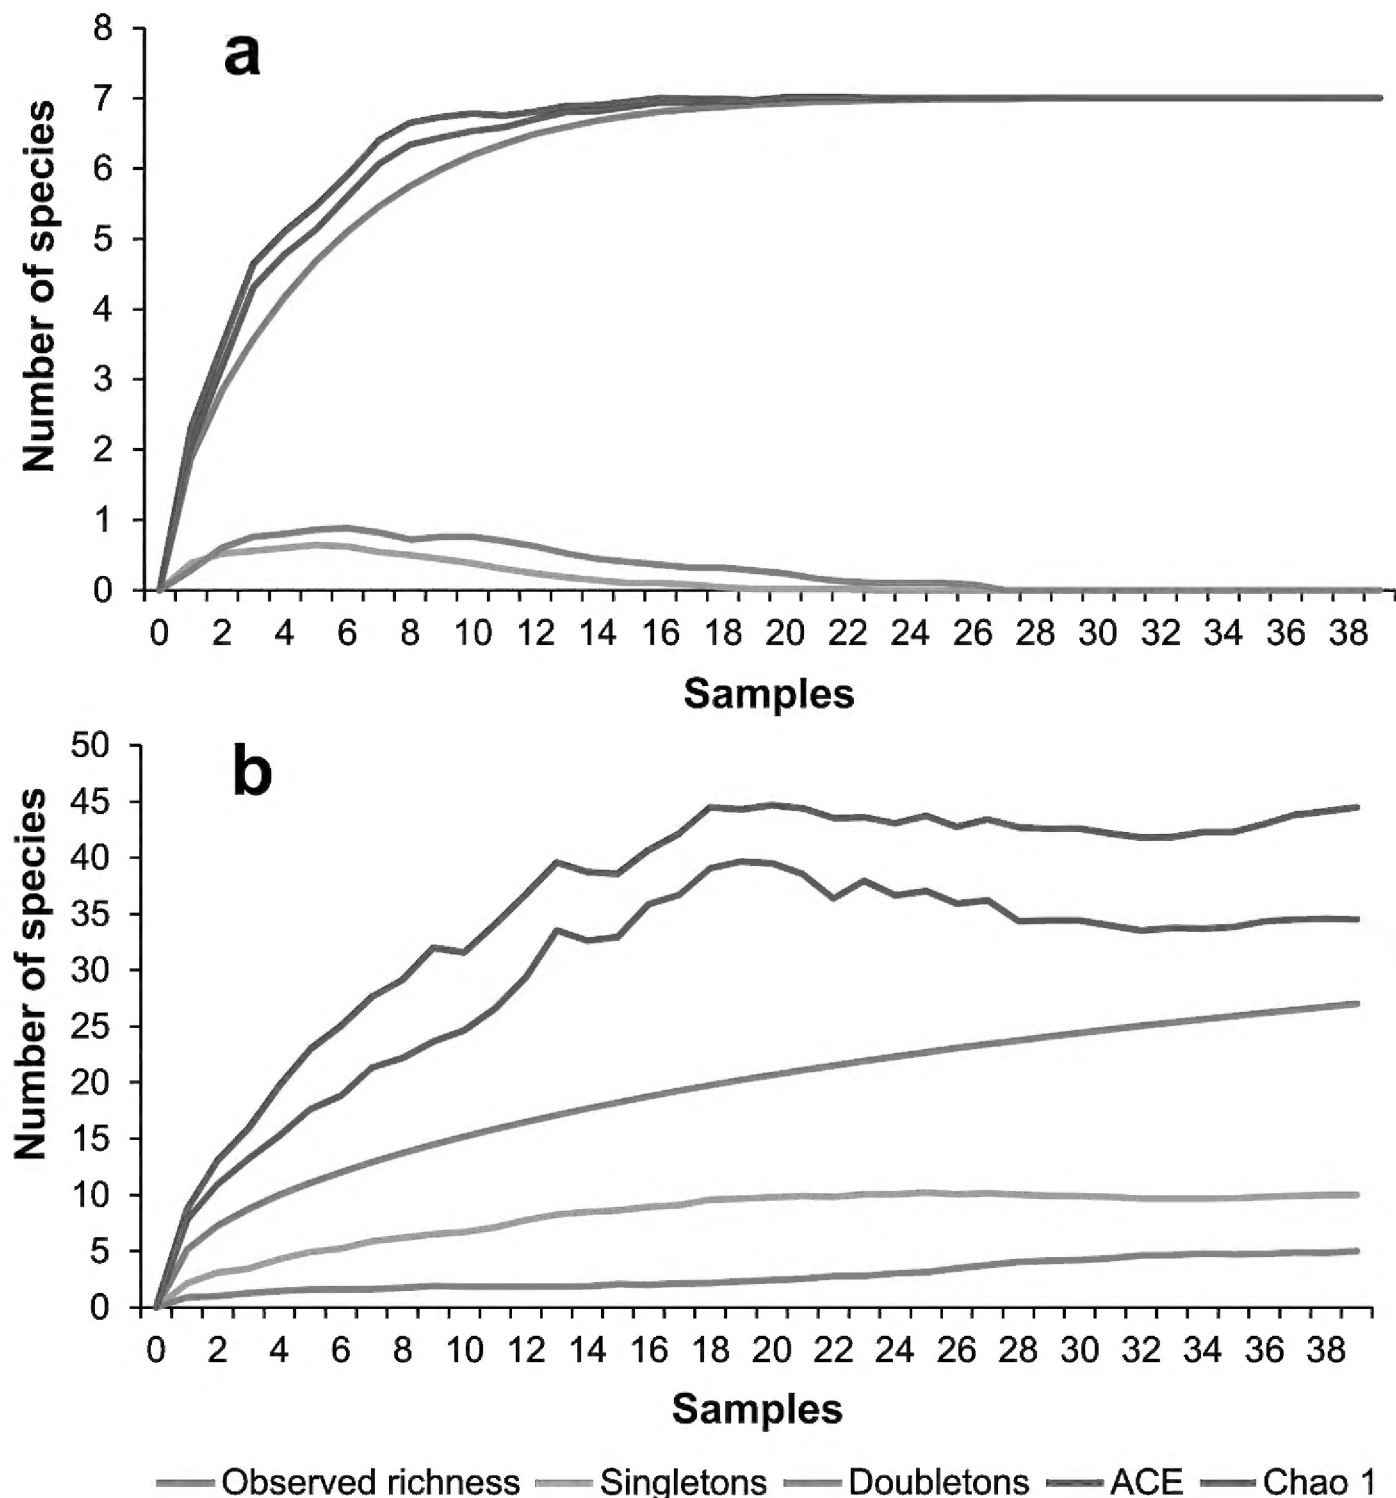 a
Number of species
8
7
6
5
4
3
2
1
0
0 2 4 6 8 10 12 14 16 18 20 22 24 26 28 30 32 34 36 38
Samples
b
Number of species
50
45
40
35
30
25
20
15
10
5
0
0 2 4 6 8 10 12 14 16 18 20 22 24 26 28 30 32 34 36 38
Samples
Observed richness Singletons Doubletons ACE Chao 1